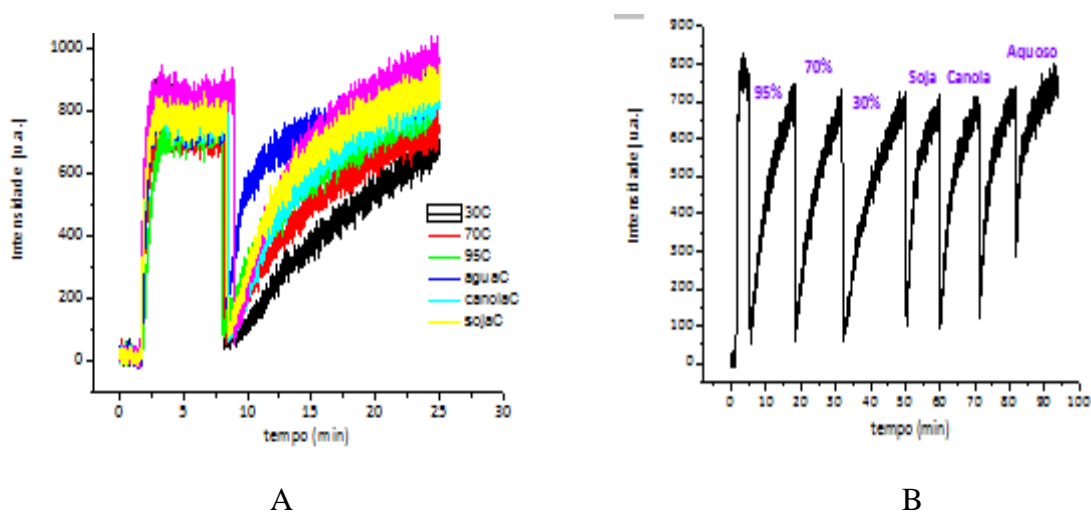 Intensidade [u.a.]
1000
800
600
400
200
0
0 5 10 15 20 25 30
tempo (min)
30C
70C
95C
aguaC
canolaC
sojaC
A
Intensidade [u.a.]
900
800
700
600
500
400
300
200
100
0
0 10 20 30 40 50 60 70 80 90 100
tempo (min)
95%
70%
30%
Soja
Canola
Aquoso
B